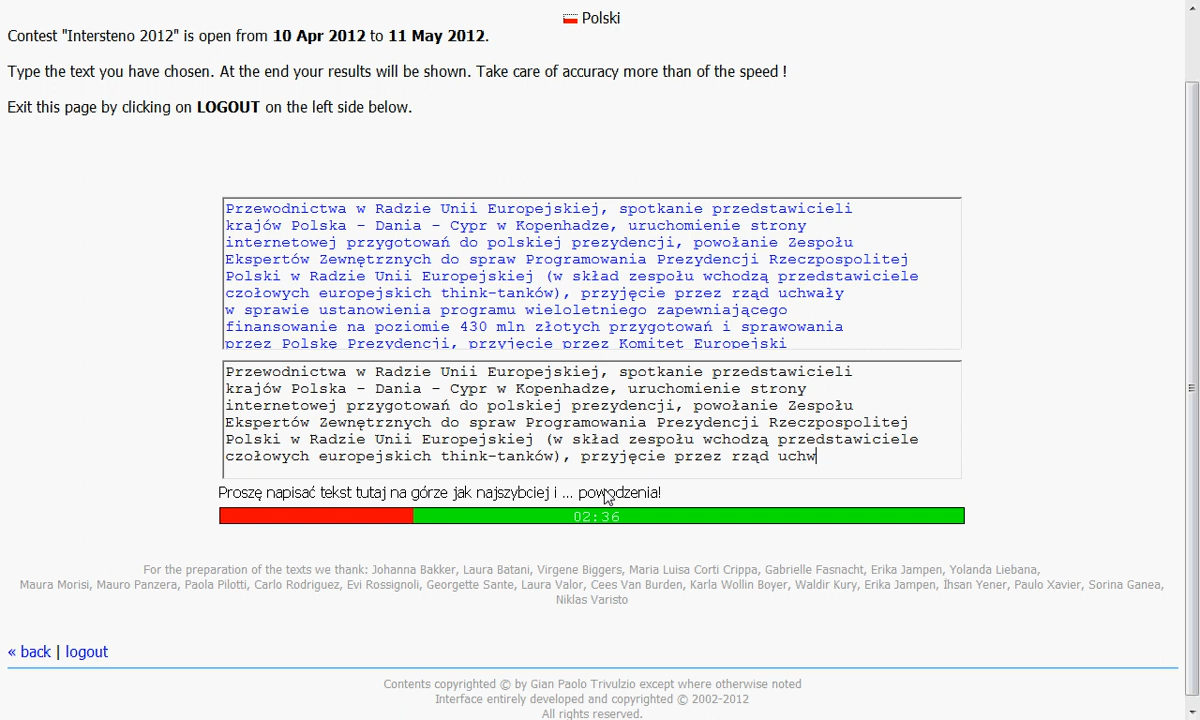 Polski
Contest "Intersteno 2012" is open from 10 Apr 2012 to 11 May 2012.
Type the text you have chosen. At the end your results will be shown. Take care of accuracy more than of the speed !
Exit this page by clicking on LOGOUT on the left side below.
Przewodnictwa w Radzie Unii Europejskiej, spotkanie przedstawicieli
krajów Polska - Dania - Cypr w Kopenhadze, uruchomienie strony
internetowej przygotowań do polskiej prezydencji, powołanie Zespołu
Ekspertów Zewnętrznych do spraw Programowania Prezydencji Rzeczpospolitej
Polski w Radzie Unii Europejskiej (w skład zespołu wchodzą przedstawiciele
czołowych europejskich think-tanków), przyjęcie przez rząd uchwały
w sprawie ustanowienia programu wieloletniego zapewniającego
finansowanie na poziomie 430 mln złotych przygotowań i sprawowania
przez Polskę Prezydencji, przyjęcie przez Komitet Europejski
Przewodnictwa w Radzie Unii Europejskiej, spotkanie przedstawicieli
krajów Polska - Dania - Cypr w Kopenhadze, uruchomienie strony
internetowej przygotowań do polskiej prezydencji, powołanie Zespołu
Ekspertów Zewnętrznych do spraw Programowania Prezydencji Rzeczpospolitej
Polski w Radzie Unii Europejskiej (w skład zespołu wchodzą przedstawiciele
czołowych europejskich think-tanków), przyjęcie przez rząd uchw
Proszę napisać tekst tutaj na górze jak najszybciej i ... powodzenia!
02:36
For the preparation of the texts we thank: Johanna Bakker, Laura Batani, Virgene Biggers, Maria Luisa Corti Crippa, Gabrielle Fasnacht, Erika Jampen, Yolanda Liebana,
Maura Morisi, Mauro Panzera, Paola Pilotti, Carlo Rodriguez, Evi Rossignoli, Georgette Sante, Laura Valor, Cees Van Burden, Karla Wollin Boyer, Waldir Kury, Erika Jampen, İhsan Yener, Paulo Xavier, Sorina Ganea,
Niklas Varisto
« back | logout
Contents copyrighted © by Gian Paolo Trivulzio except where otherwise noted
Interface entirely developed and copyrighted © 2002-2012
All rights reserved.